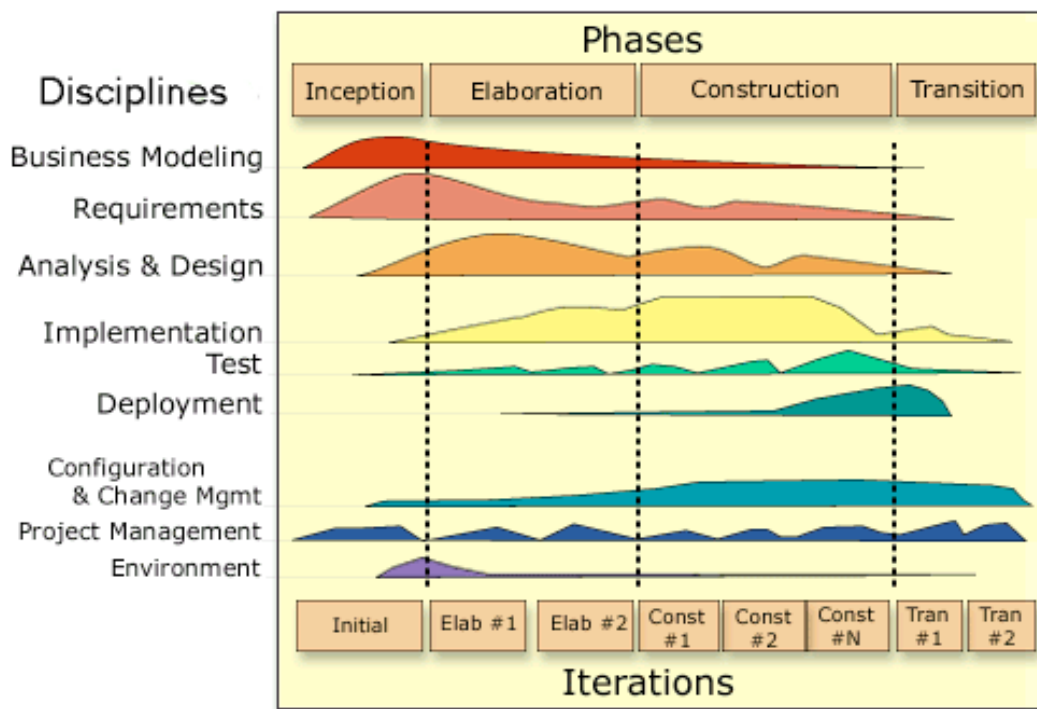 Phases
Disciplines
Inception
Elaboration
Construction
Transition
Business Modeling
Requirements
Analysis & Design
Implementation
Test
Deployment
Configuration
& Change Mgmt
Project Management
Environment
Initial
Elab #1
Elab #2
Const
#1
Const
#2
Const
#N
Tran
#1
Tran
#2
Iterations